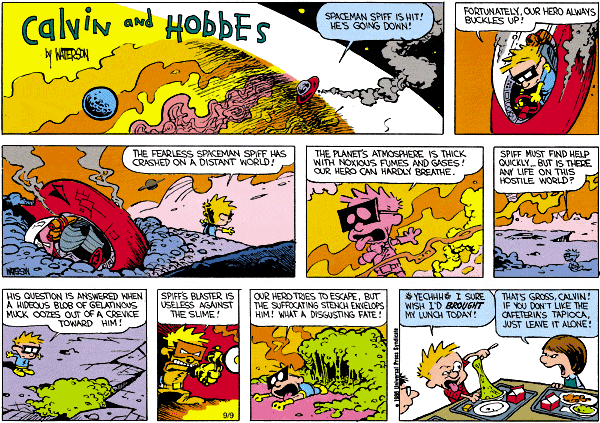 Calvin and HOBBES
by WATERSON
SPACEMAN SPIFF IS HIT!
HE'S GOING DOWN!
FORTUNATELY, OUR HERO ALWAYS
BUCKLES UP!
THE FEARLESS SPACEMAN SPIFF HAS
CRASHED ON A DISTANT WORLD!
WATERSON
THE PLANET'S ATMOSPHERE IS THICK
WITH NOXIOUS FUMES AND GASES!
OUR HERO CAN HARDLY BREATHE.
SPIFF MUST FIND HELP
QUICKLY... BUT IS THERE
ANY LIFE ON THIS
HOSTILE WORLD?
HIS QUESTION IS ANSWERED WHEN
A HIDEOUS BLOB OF GELATINOUS
MUCK OOZES OUT OF A CREVICE
TOWARD HIM!
SPIFF'S BLASTER IS
USELESS AGAINST
THE SLIME!
9/9
OUR HERO TRIES TO ESCAPE, BUT
THE SUFFOCATING STENCH ENVELOPS
HIM! WHAT A DISGUSTING FATE!
© 1986 Universal Press Syndicate
*YECHHH* I SURE
WISH I'D BROUGHT
MY LUNCH TODAY!
THAT'S GROSS, CALVIN!
IF YOU DON'T LIKE THE
CAFETERIA'S TAPIOCA,
JUST LEAVE IT ALONE!